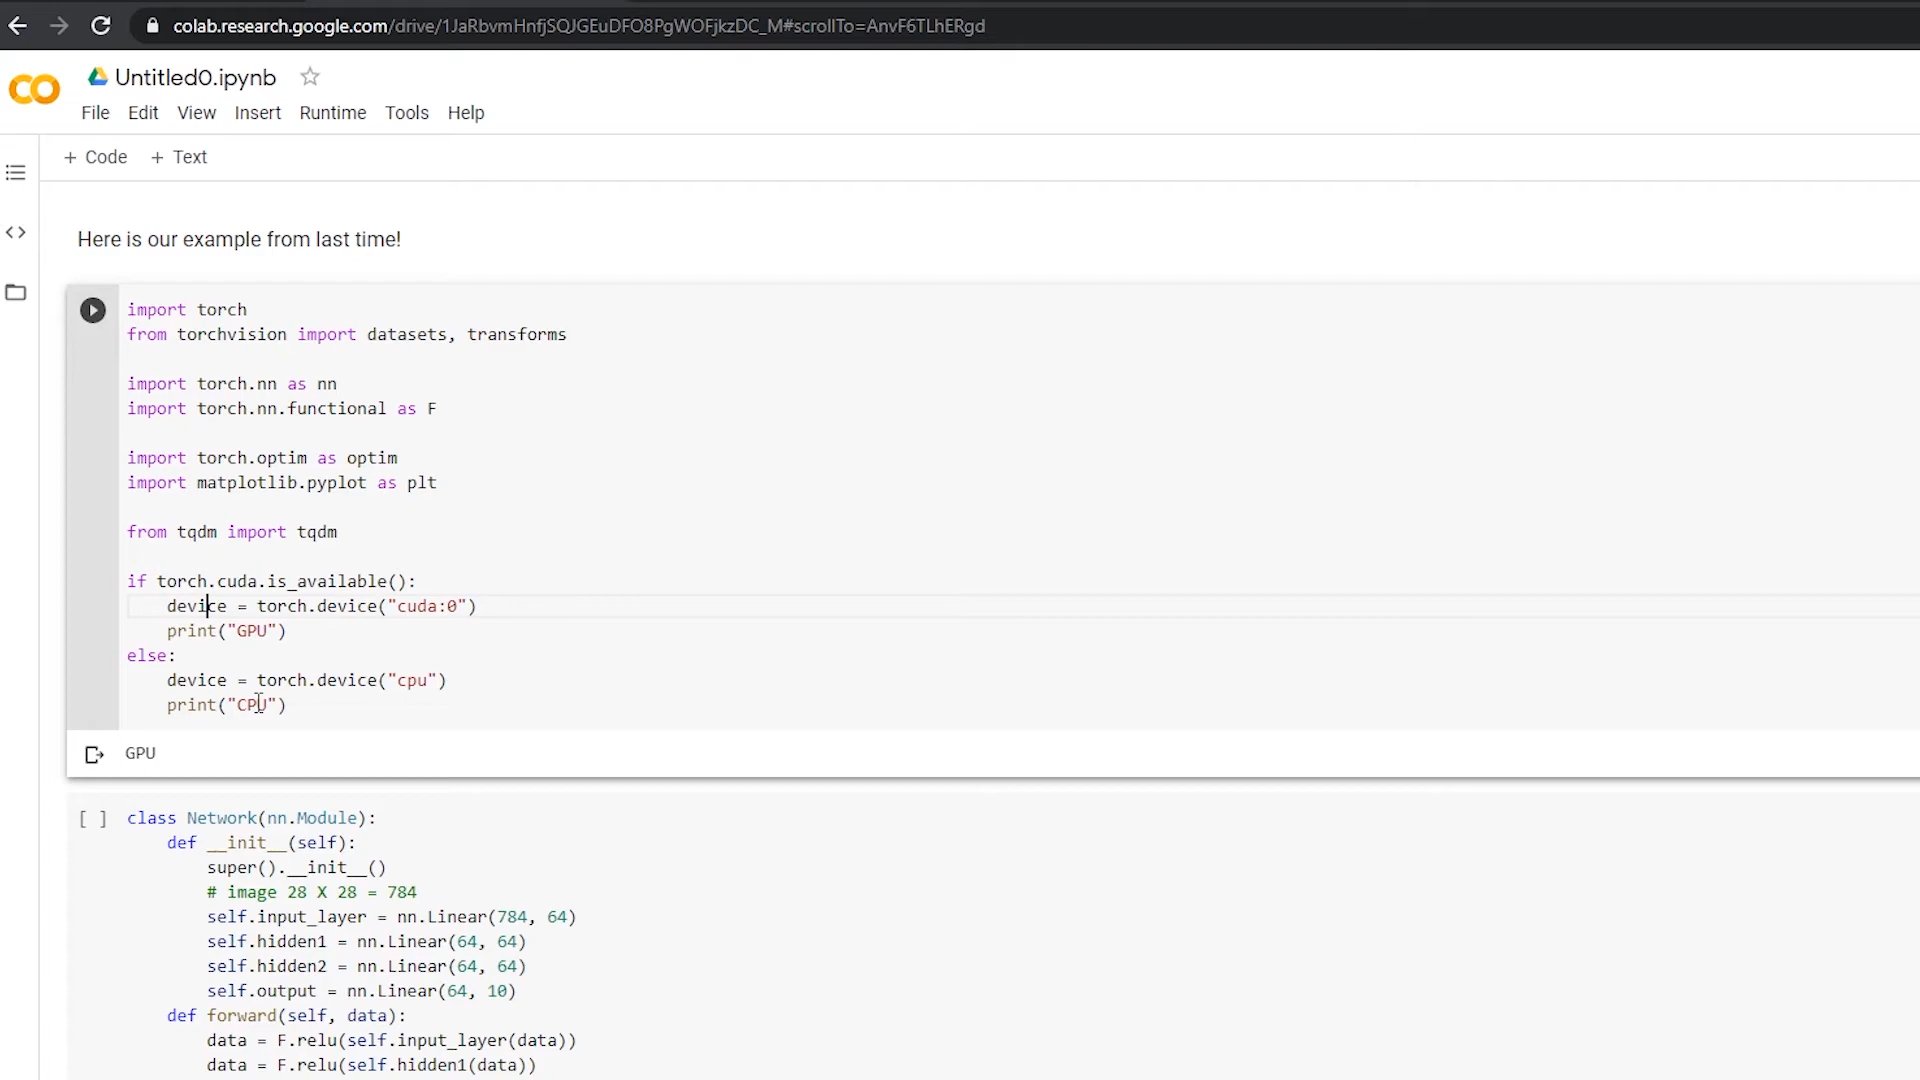 colab.research.google.com/drive/1JaRbvmHnfjSQJGEuDFO8PgWOFjkzDC_M#scrollTo=AnvF6TLhERgd
Untitled0.ipynb
File Edit View Insert Runtime Tools Help
+ Code + Text
Here is our example from last time!
import torch
from torchvision import datasets, transforms
import torch.nn as nn
import torch.nn.functional as F
import torch.optim as optim
import matplotlib.pyplot as plt
from tqdm import tqdm
if torch.cuda.is_available():
    device = torch.device("cuda:0")
    print("GPU")
else:
    device = torch.device("cpu")
    print("CPU")
GPU
[ ] class Network(nn.Module):
    def __init__(self):
        super().__init__()
        # image 28 X 28 = 784
        self.input_layer = nn.Linear(784, 64)
        self.hidden1 = nn.Linear(64, 64)
        self.hidden2 = nn.Linear(64, 64)
        self.output = nn.Linear(64, 10)
    def forward(self, data):
        data = F.relu(self.input_layer(data))
        data = F.relu(self.hidden1(data))